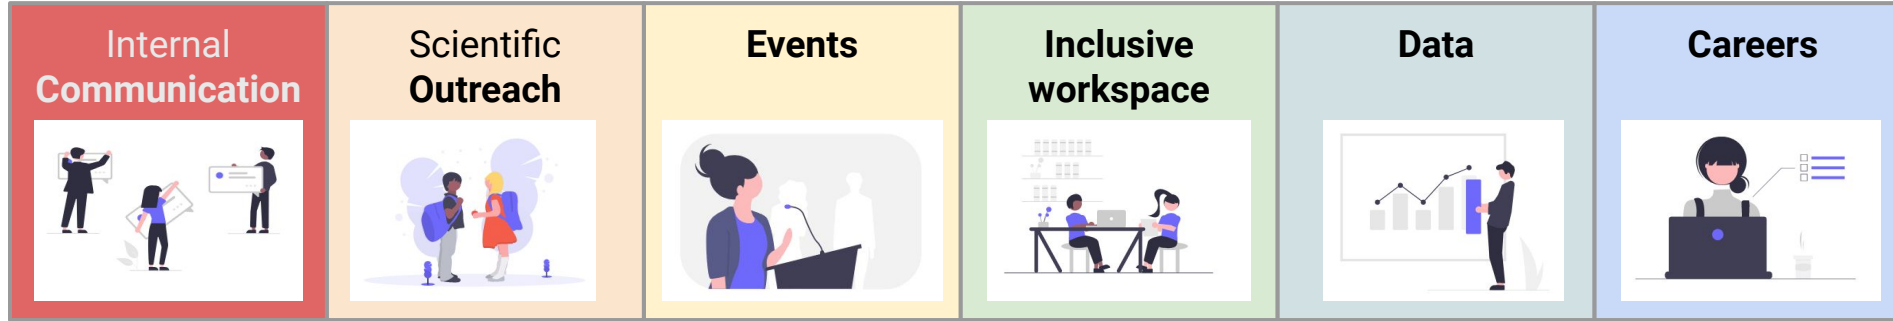 Internal
Communication
Scientific
Outreach
Events
Inclusive
workspace
Data
Careers